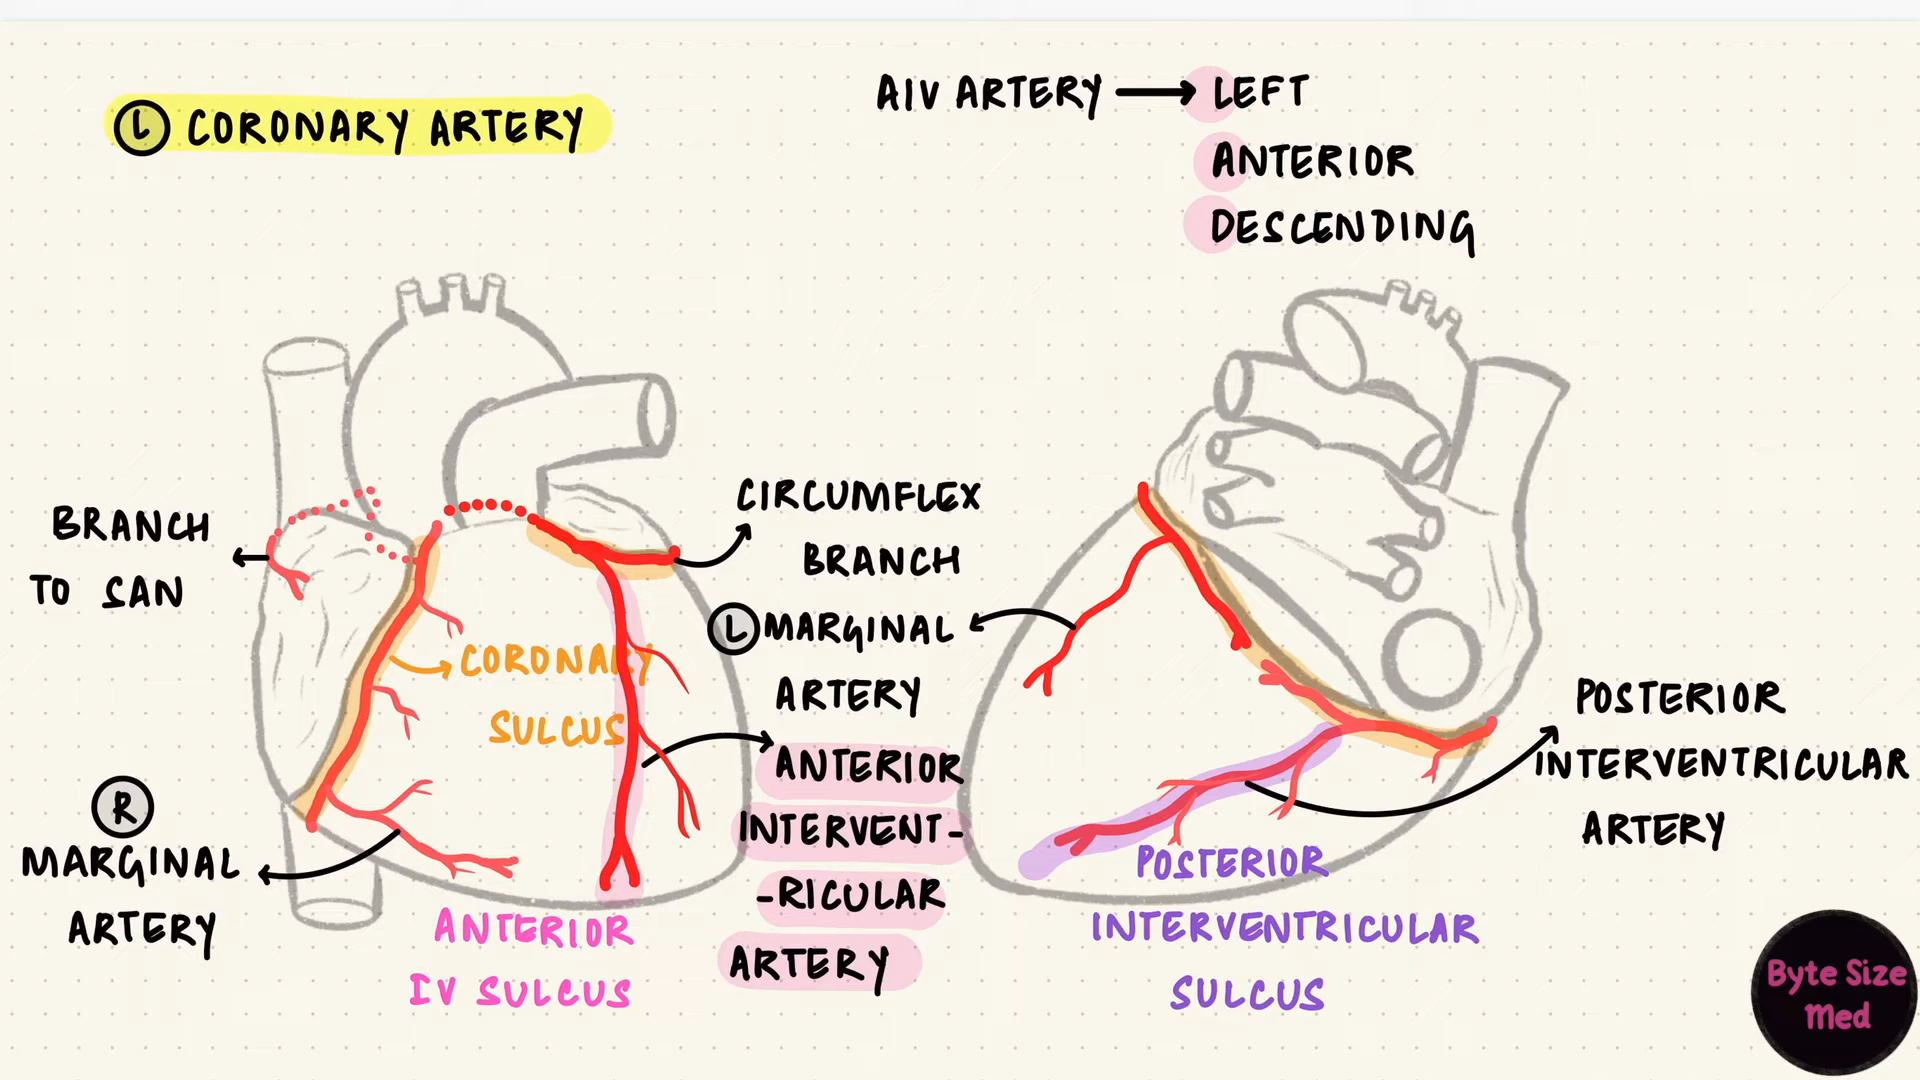 Ⓛ CORONARY ARTERY
AIV ARTERY → LEFT
ANTERIOR
DESCENDING
BRANCH
TO SAN
CIRCUMFLEX
BRANCH
Ⓛ MARGINAL
ARTERY
CORONARY
SULCUS
ANTERIOR
INTERVENT-
-RICULAR
ARTERY
Ⓡ
MARGINAL
ARTERY
ANTERIOR
IV SULCUS
POSTERIOR
INTERVENTRICULAR
ARTERY
POSTERIOR
INTERVENTRICULAR
SULCUS
Byte Size
Med